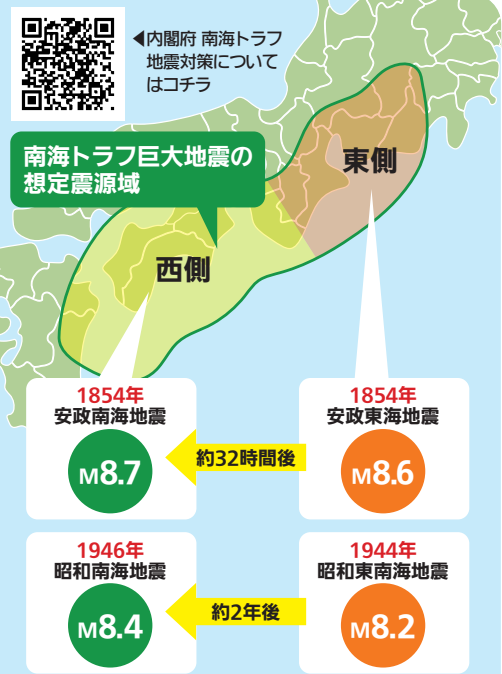 ◀内閣府 南海トラフ
地震対策について
はコチラ
南海トラフ巨大地震の
想定震源域
東側
西側
1854年
安政南海地震
M8.7
約32時間後
1854年
安政東海地震
M8.6
1946年
昭和南海地震
M8.4
約2年後
1944年
昭和東南海地震
M8.2